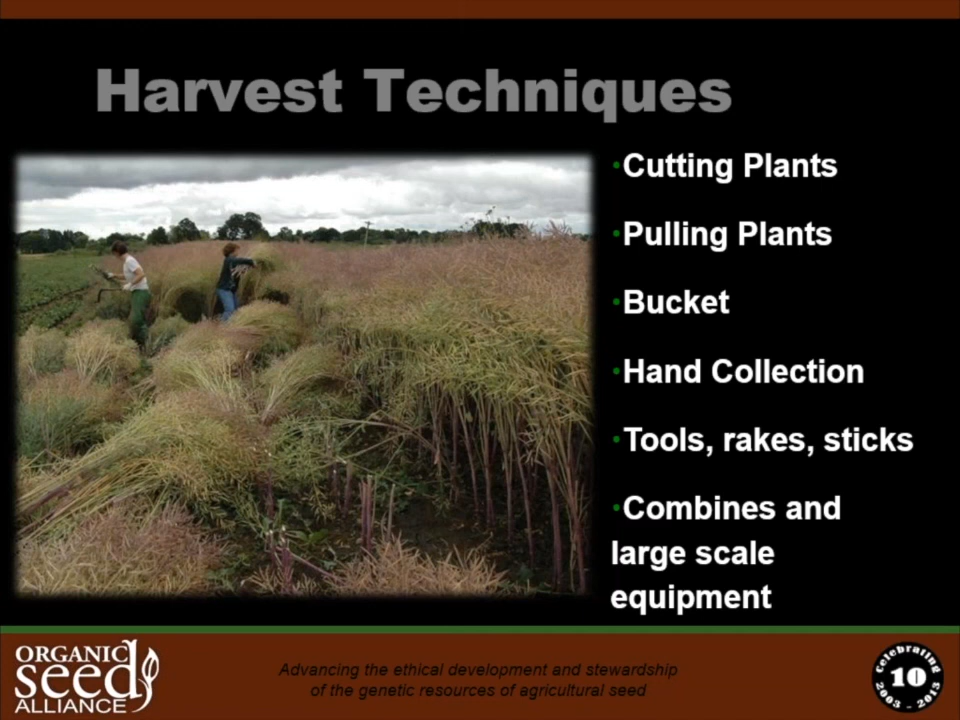 Harvest Techniques
•Cutting Plants
•Pulling Plants
•Bucket
•Hand Collection
•Tools, rakes, sticks
•Combines and
large scale
equipment
ORGANIC
seed
ALLIANCE
Advancing the ethical development and stewardship
of the genetic resources of agricultural seed
Celebrating
10
2003 - 2013